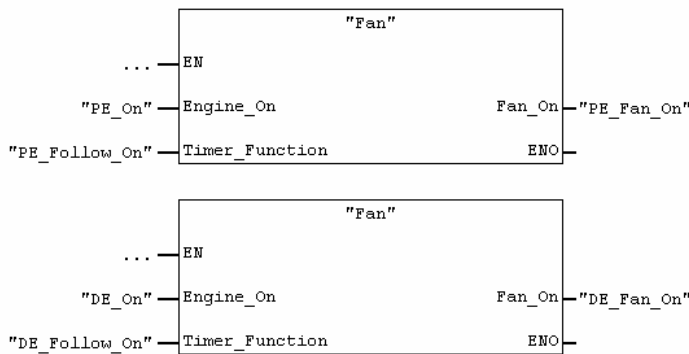 "Fan"
... EN
"PE_On" Engine_On Fan_On "PE_Fan_On"
"PE_Follow_On" Timer_Function ENO
"Fan"
... EN
"DE_On" Engine_On Fan_On "DE_Fan_On"
"DE_Follow_On" Timer_Function ENO